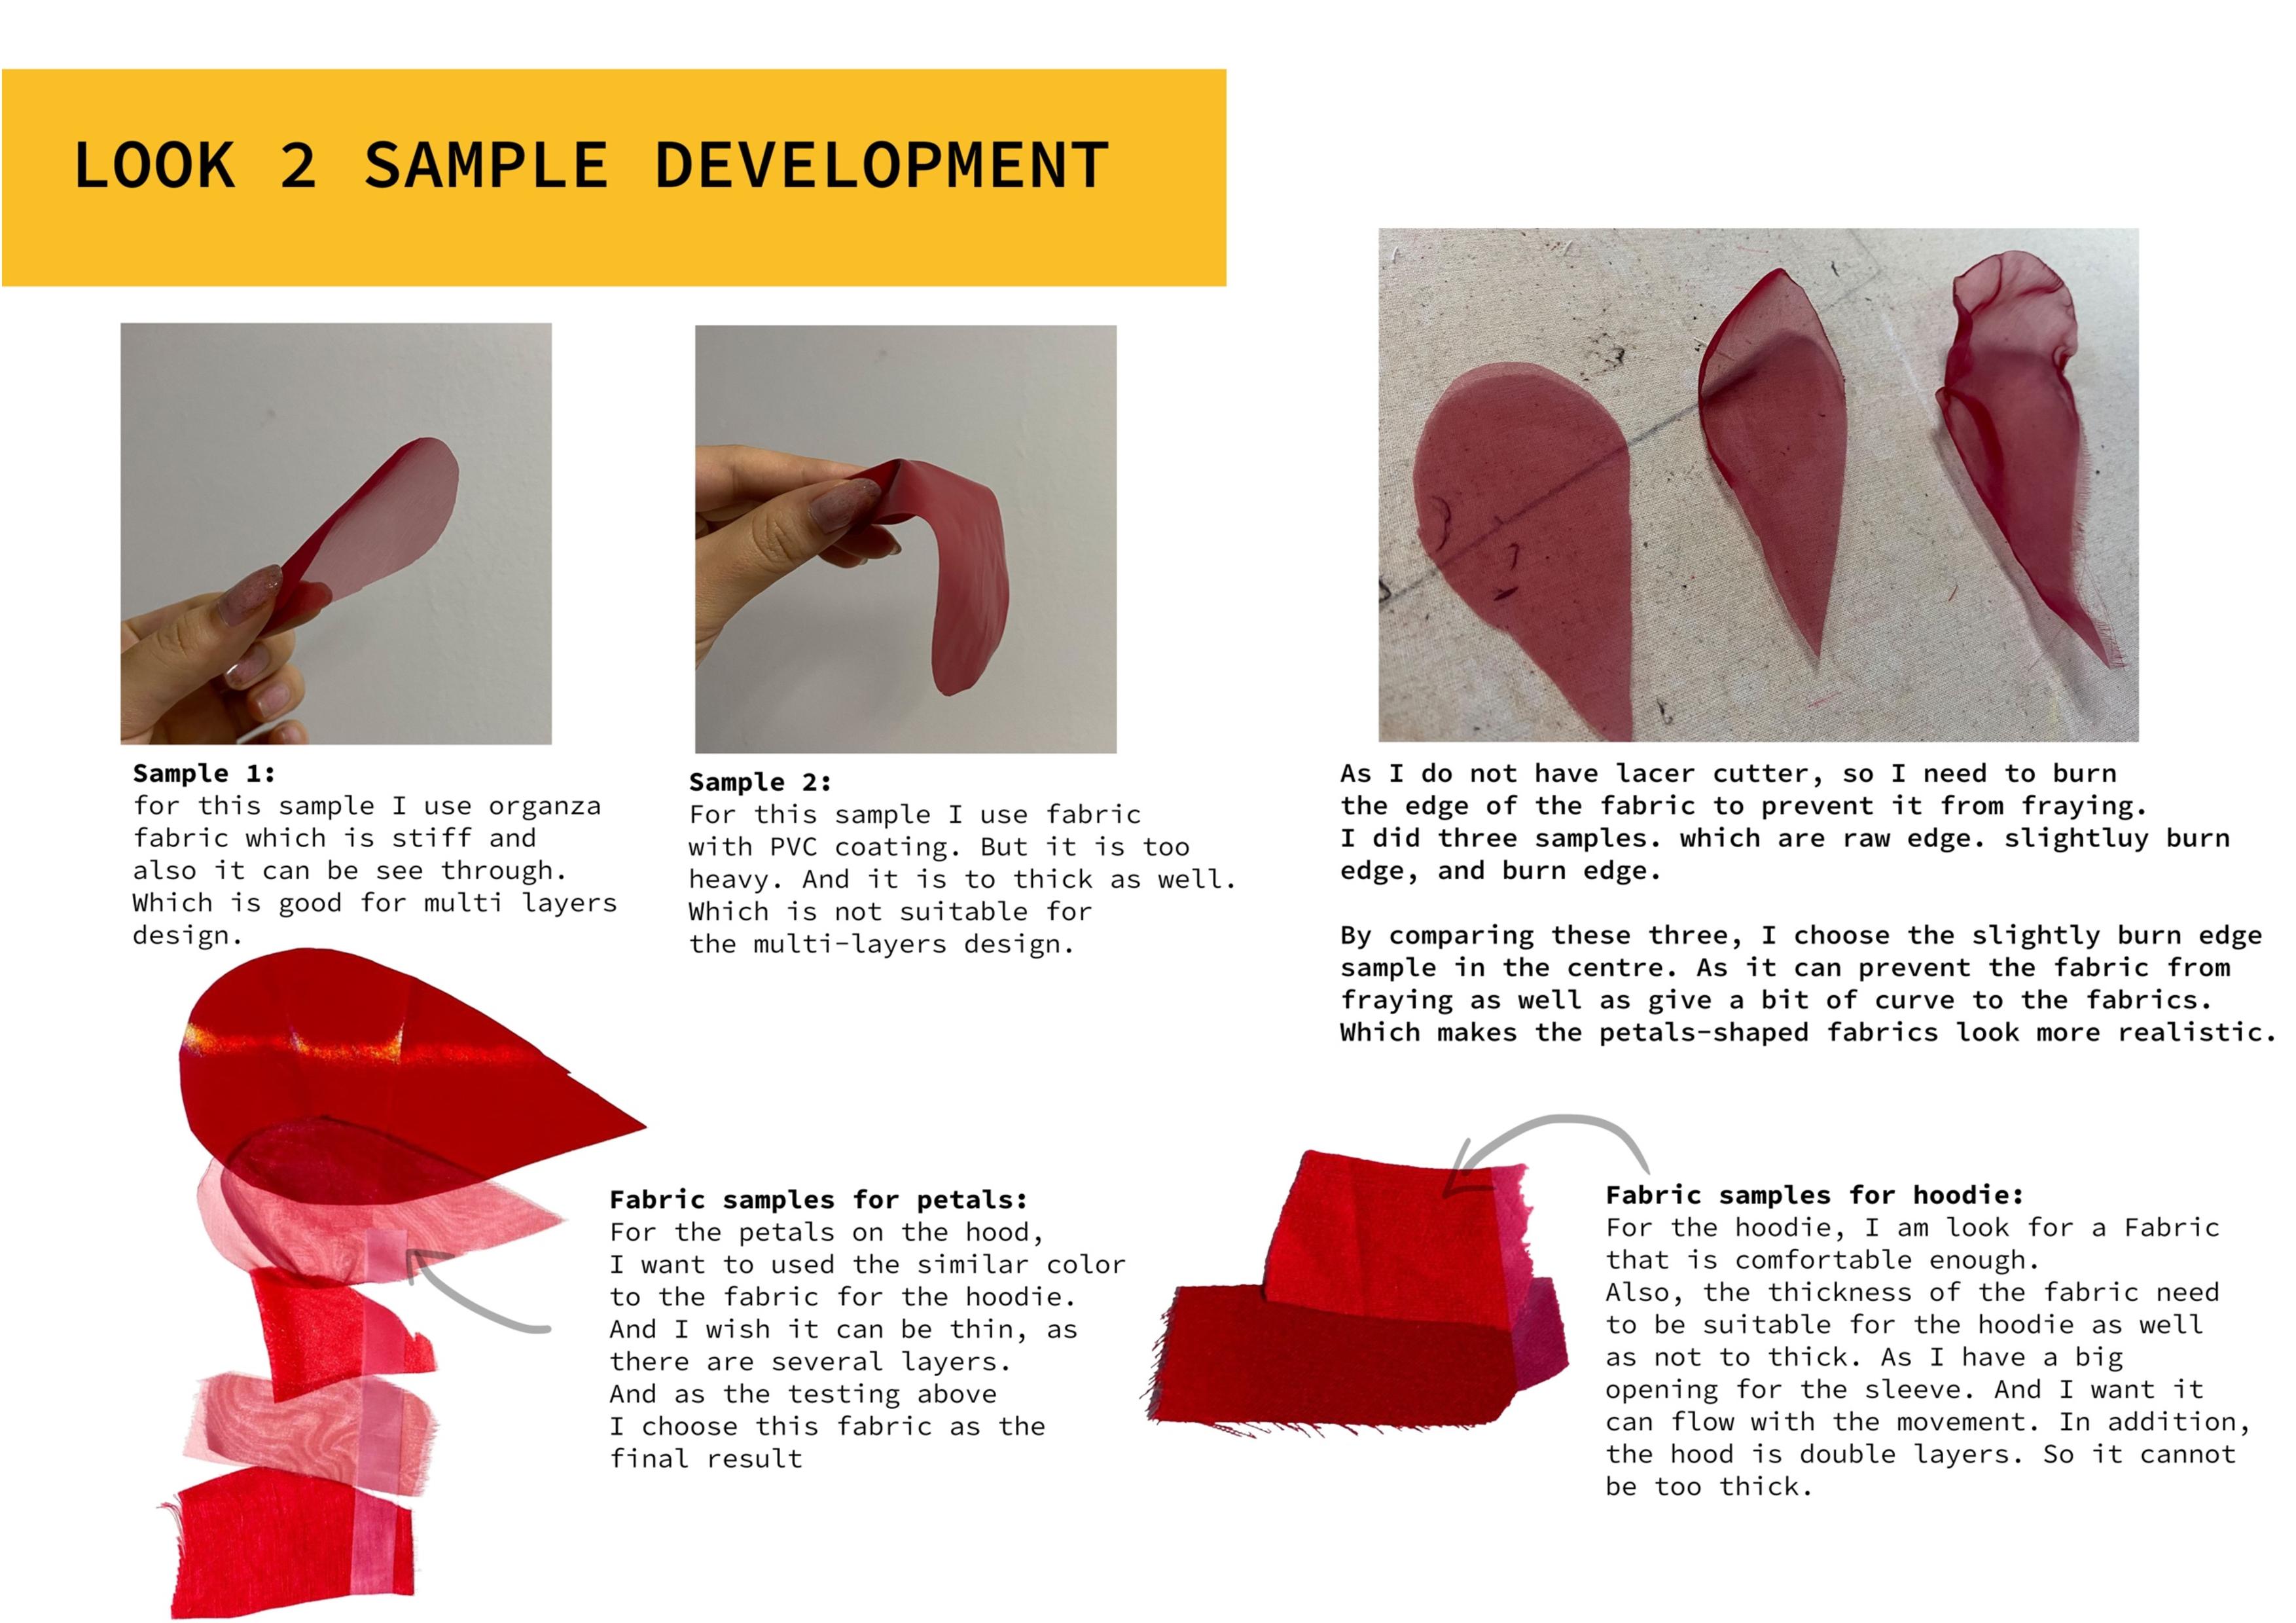 LOOK 2 SAMPLE DEVELOPMENT
Sample 1:
for this sample I use organza
fabric which is stiff and
also it can be see through.
Which is good for multi layers
design.
Sample 2:
For this sample I use fabric
with PVC coating. But it is too
heavy. And it is to thick as well.
Which is not suitable for
the multi-layers design.
As I do not have lacer cutter, so I need to burn
the edge of the fabric to prevent it from fraying.
I did three samples. which are raw edge. slightluy burn
edge, and burn edge.
By comparing these three, I choose the slightly burn edge
sample in the centre. As it can prevent the fabric from
fraying as well as give a bit of curve to the fabrics.
Which makes the petals-shaped fabrics look more realistic.
Fabric samples for petals:
For the petals on the hood,
I want to used the similar color
to the fabric for the hoodie.
And I wish it can be thin, as
there are several layers.
And as the testing above
I choose this fabric as the
final result
Fabric samples for hoodie:
For the hoodie, I am look for a Fabric
that is comfortable enough.
Also, the thickness of the fabric need
to be suitable for the hoodie as well
as not to thick. As I have a big
opening for the sleeve. And I want it
can flow with the movement. In addition,
the hood is double layers. So it cannot
be too thick.